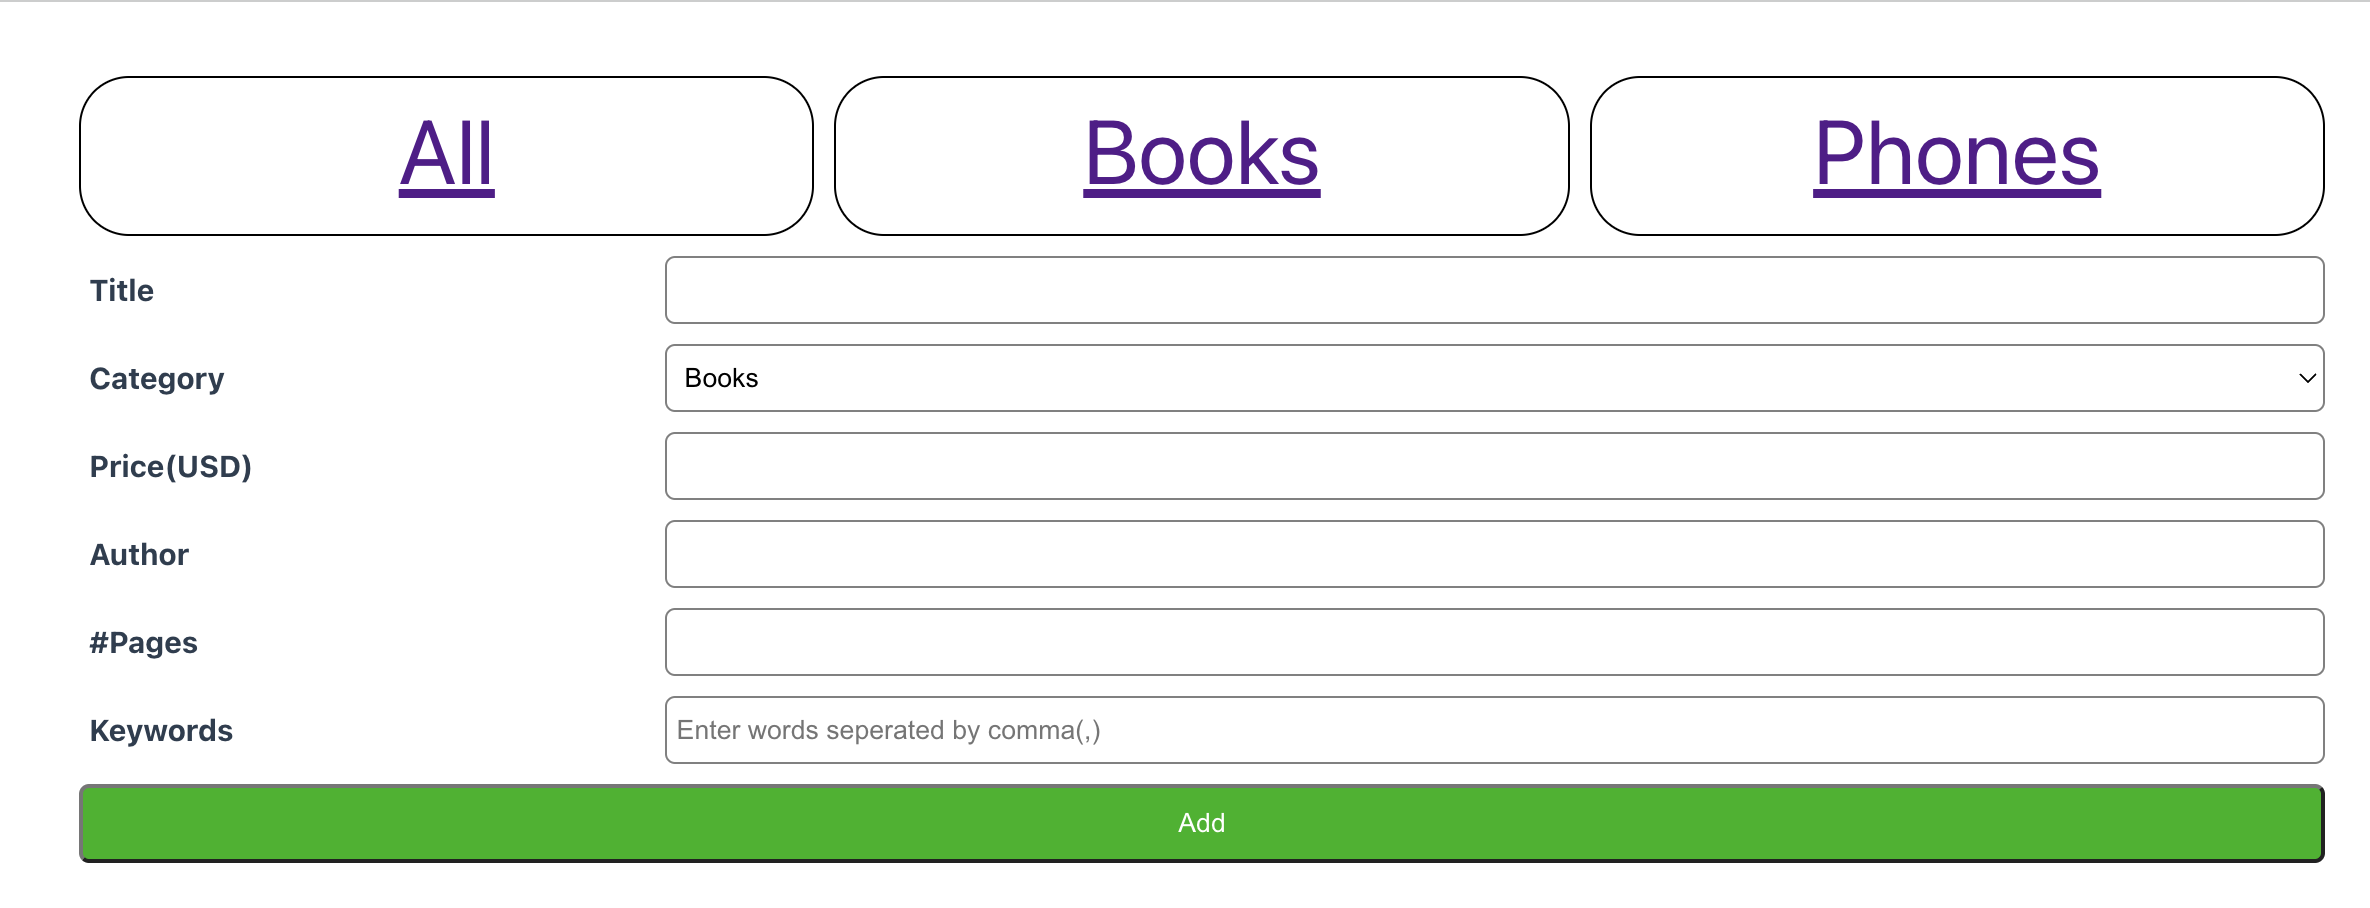 All Books Phones
Title
Category Books
Price(USD)
Author
#Pages
Keywords Enter words seperated by comma(,)
Add